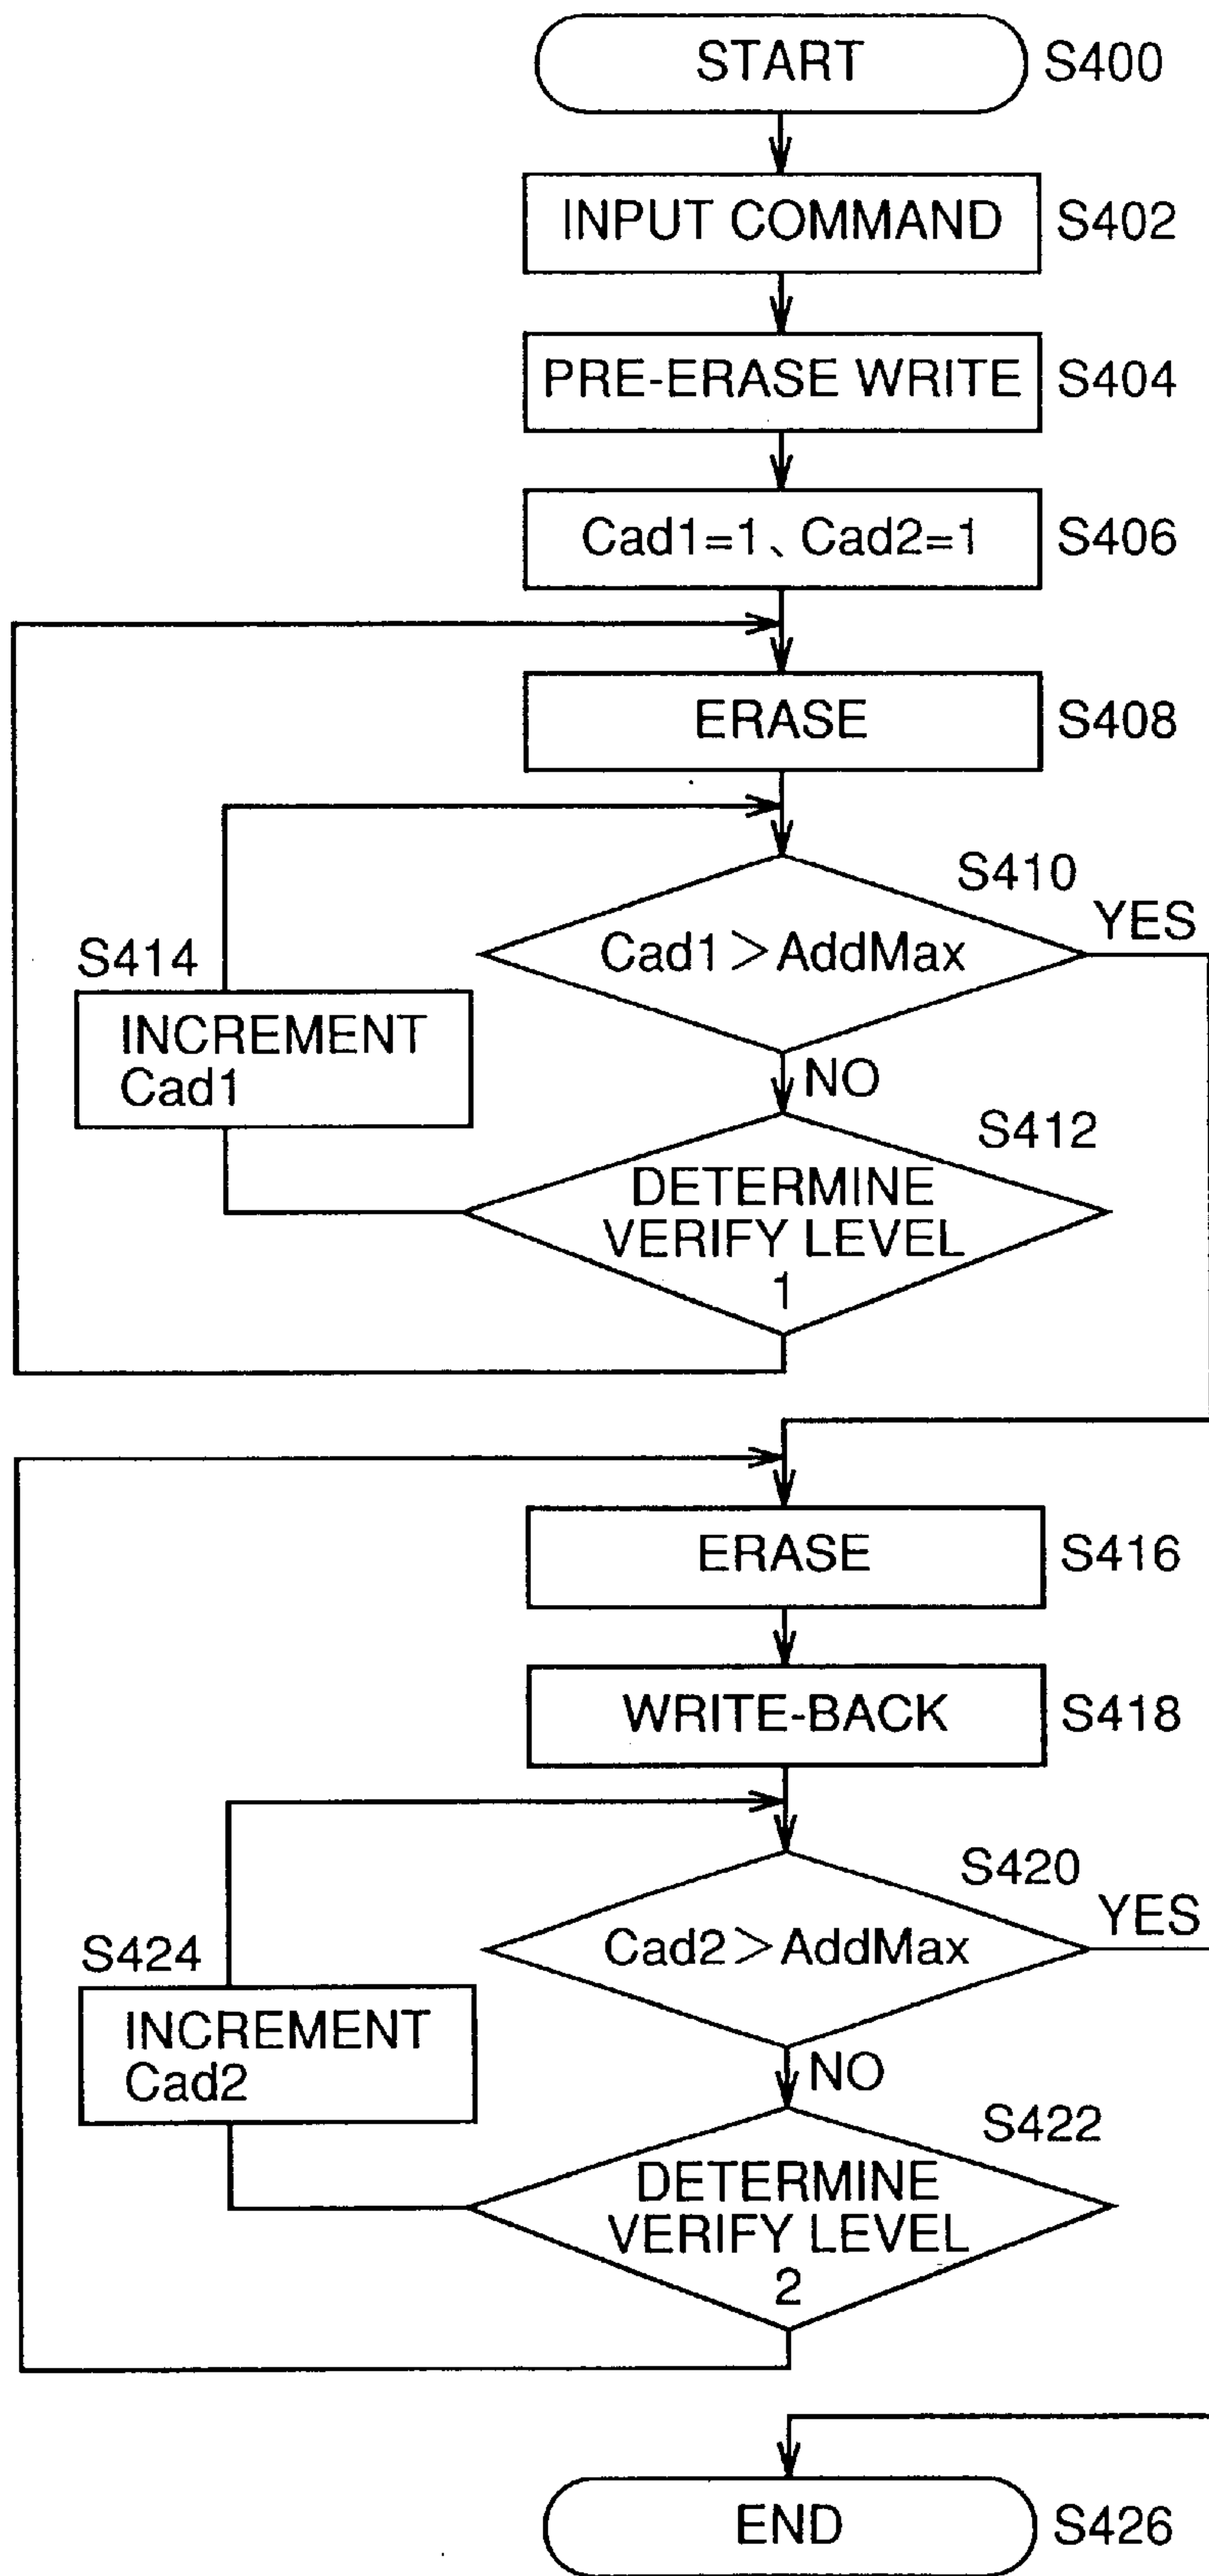 START S400
INPUT COMMAND S402
PRE-ERASE WRITE S404
Cad1=1、Cad2=1 S406
ERASE S408
S410
YES
Cad1>AddMax
S414
INCREMENT
Cad1
NO
S412
DETERMINE
VERIFY LEVEL
1
ERASE S416
WRITE-BACK S418
S420
YES
Cad2>AddMax
S424
INCREMENT
Cad2
NO
S422
DETERMINE
VERIFY LEVEL
2
END S426